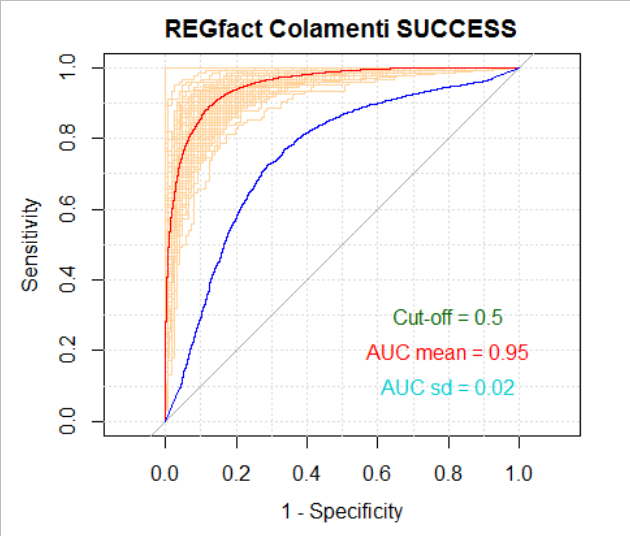 REGfact Colamenti SUCCESS
1.0
0.8
0.6
0.4
0.2
0.0
Sensitivity
Cut-off = 0.5
AUC mean = 0.95
AUC sd = 0.02
0.0 0.2 0.4 0.6 0.8 1.0
1 - Specificity